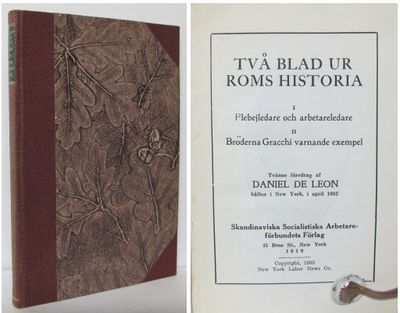 TVÅ BLAD UR
ROMS HISTORIA
I
Plebejledare och arbetareledare
II
Bröderna Gracchi varnande exempel
Tvänne föredrag af
DANIEL DE LEON
hållna i New York, i april 1902
Skandinaviska Socialistiska Arbetare-
förbundets Förlag
45 Rose St., New York
1919
Copyright, 1903
New York Labor News Co.